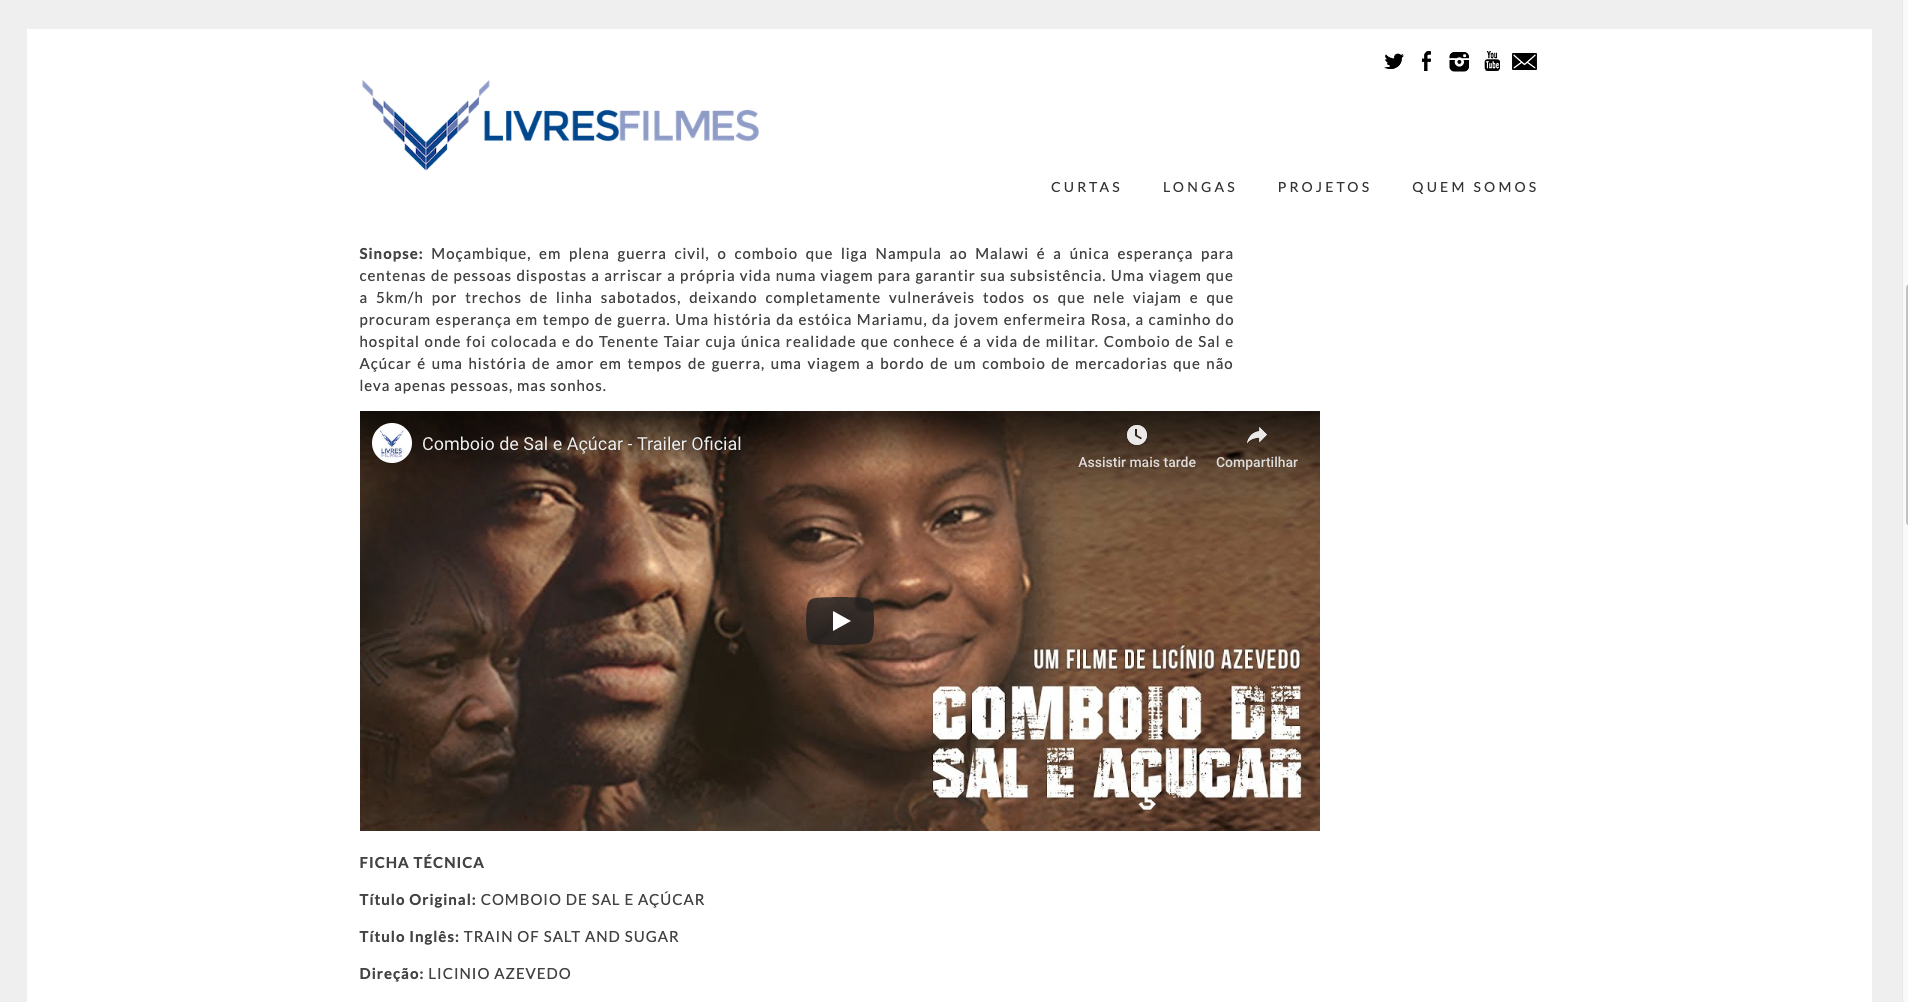 You
Tube
LIVRESFILMES
CURTAS LONGAS PROJETOS QUEM SOMOS
Sinopse: Moçambique, em plena guerra civil, o comboio que liga Nampula ao Malawi é a única esperança para
centenas de pessoas dispostas a arriscar a própria vida numa viagem para garantir sua subsistência. Uma viagem que
a 5km/h por trechos de linha sabotados, deixando completamente vulneráveis todos os que nele viajam e que
procuram esperança em tempo de guerra. Uma história da estóica Mariamu, da jovem enfermeira Rosa, a caminho do
hospital onde foi colocada e do Tenente Taiar cuja única realidade que conhece é a vida de militar. Comboio de Sal e
Açúcar é uma história de amor em tempos de guerra, uma viagem a bordo de um comboio de mercadorias que não
leva apenas pessoas, mas sonhos.
LIVRES
FILMES
Comboio de Sal e Açúcar - Trailer Oficial
Assistir mais tarde Compartilhar
UM FILME DE LICÍNIO AZEVEDO
COMBOIO DE
SAL E AÇUCAR
FICHA TÉCNICA
Título Original: COMBOIO DE SAL E AÇÚCAR
Título Inglês: TRAIN OF SALT AND SUGAR
Direção: LICINIO AZEVEDO